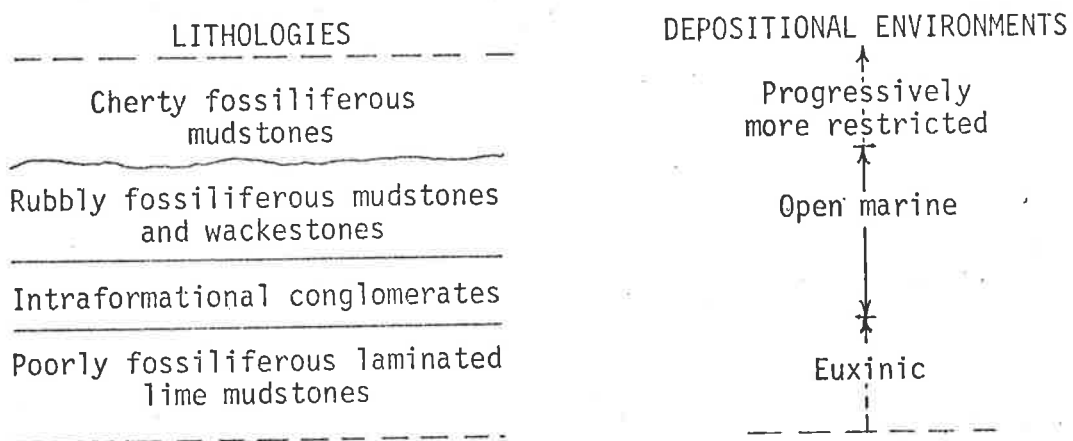 LITHOLOGIES
Cherty fossiliferous
mudstones
Rubbly fossiliferous mudstones
and wackestones
Intraformational conglomerates
Poorly fossiliferous laminated
lime mudstones
DEPOSITIONAL ENVIRONMENTS
Progressively
more restricted
Open marine
Euxinic